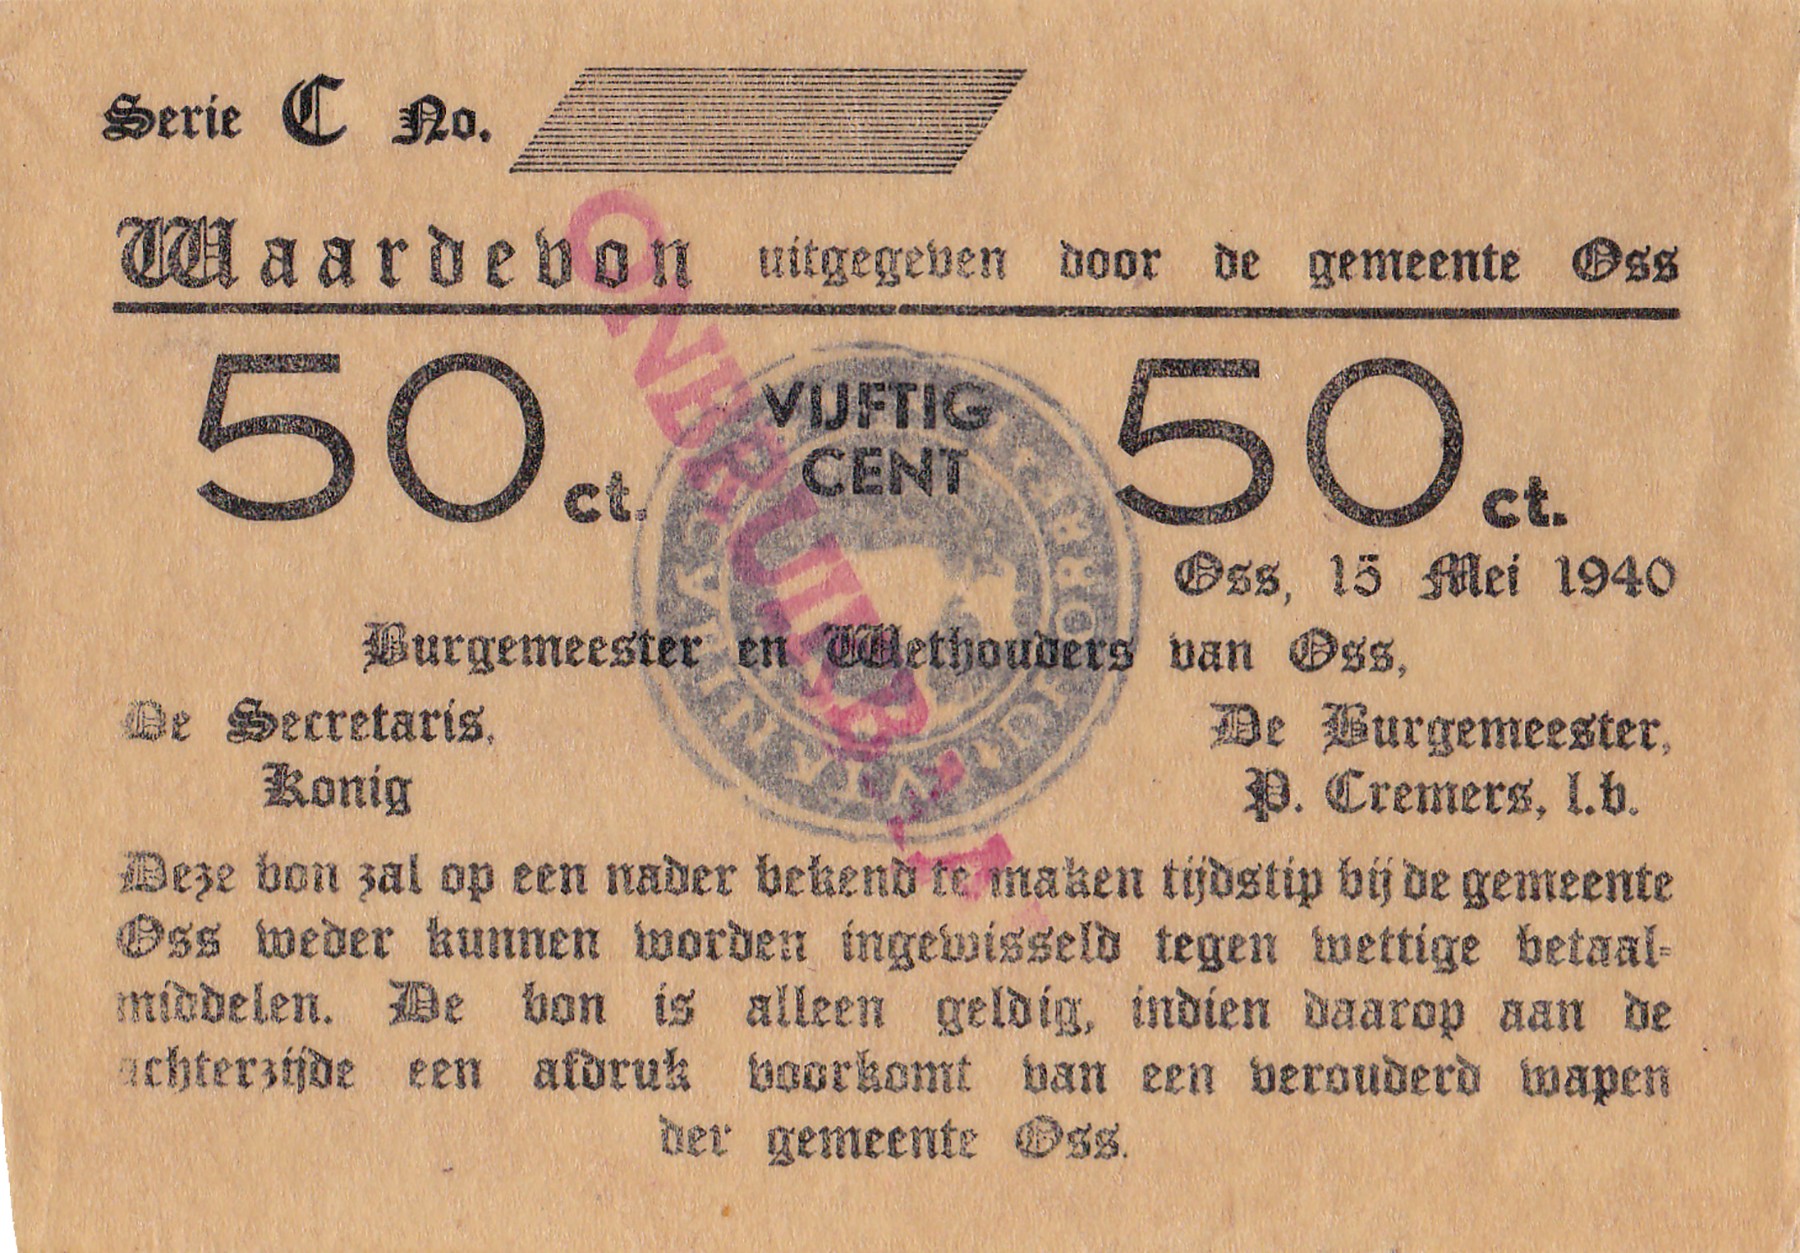 Serie C No.
Waardevon uitgegeven door de gemeente Oss
50 ct. VIJFTIG CENT 50 ct.
Oss, 15 Mei 1940
Burgemeester en Wethouders van Oss,
De Secretaris, De Burgemeester,
Konig P. Cremers, l.b.
Deze bon zal op een nader bekend te maken tijdstip bij de gemeente
Oss weder kunnen worden ingewisseld tegen wettige betaal-
middelen. De bon is alleen geldig, indien daarop aan de
achterzijde een afdruk voorkomt van een verouderd wapen
der gemeente Oss.
ONBRUIKBAAR